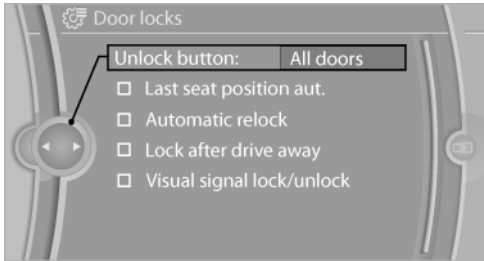 Door locks
Unlock button: All doors
Last seat position aut.
Automatic relock
Lock after drive away
Visual signal lock/unlock